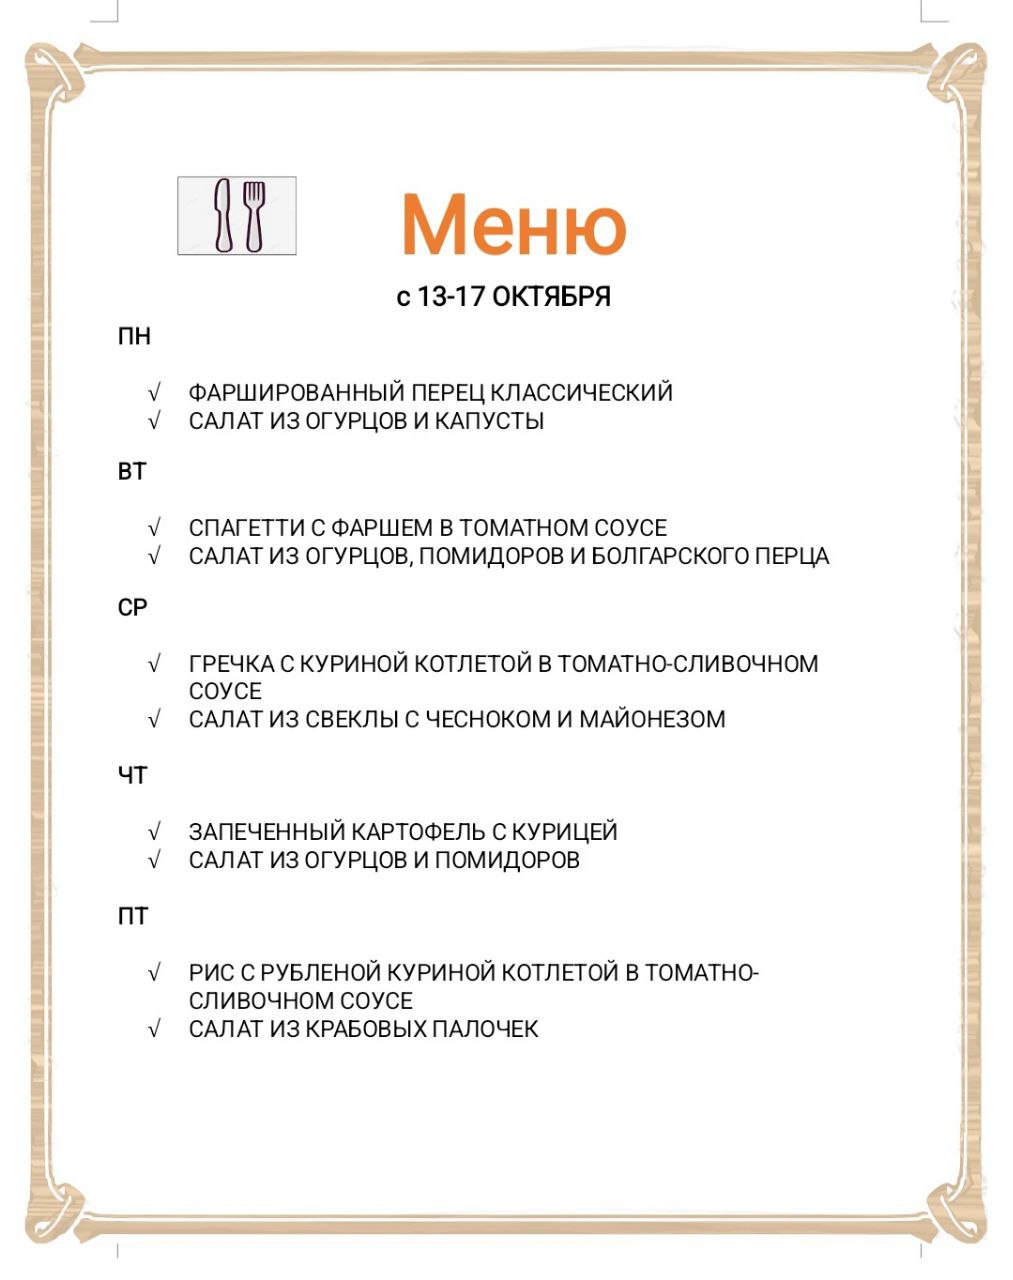 Меню
с 13-17 ОКТЯБРЯ
ПН
√ ФАРШИРОВАННЫЙ ПЕРЕЦ КЛАССИЧЕСКИЙ
√ САЛАТ ИЗ ОГУРЦОВ И КАПУСТЫ
ВТ
√ СПАГЕТТИ С ФАРШЕМ В ТОМАТНОМ СОУСЕ
√ САЛАТ ИЗ ОГУРЦОВ, ПОМИДОРОВ И БОЛГАРСКОГО ПЕРЦА
СР
√ ГРЕЧКА С КУРИНОЙ КОТЛЕТОЙ В ТОМАТНО-СЛИВОЧНОМ
СОУСЕ
√ САЛАТ ИЗ СВЕКЛЫ С ЧЕСНОКОМ И МАЙОНЕЗОМ
ЧТ
√ ЗАПЕЧЕННЫЙ КАРТОФЕЛЬ С КУРИЦЕЙ
√ САЛАТ ИЗ ОГУРЦОВ И ПОМИДОРОВ
ПТ
√ РИС С РУБЛЕНОЙ КУРИНОЙ КОТЛЕТОЙ В ТОМАТНО-
СЛИВОЧНОМ СОУСЕ
√ САЛАТ ИЗ КРАБОВЫХ ПАЛОЧЕК